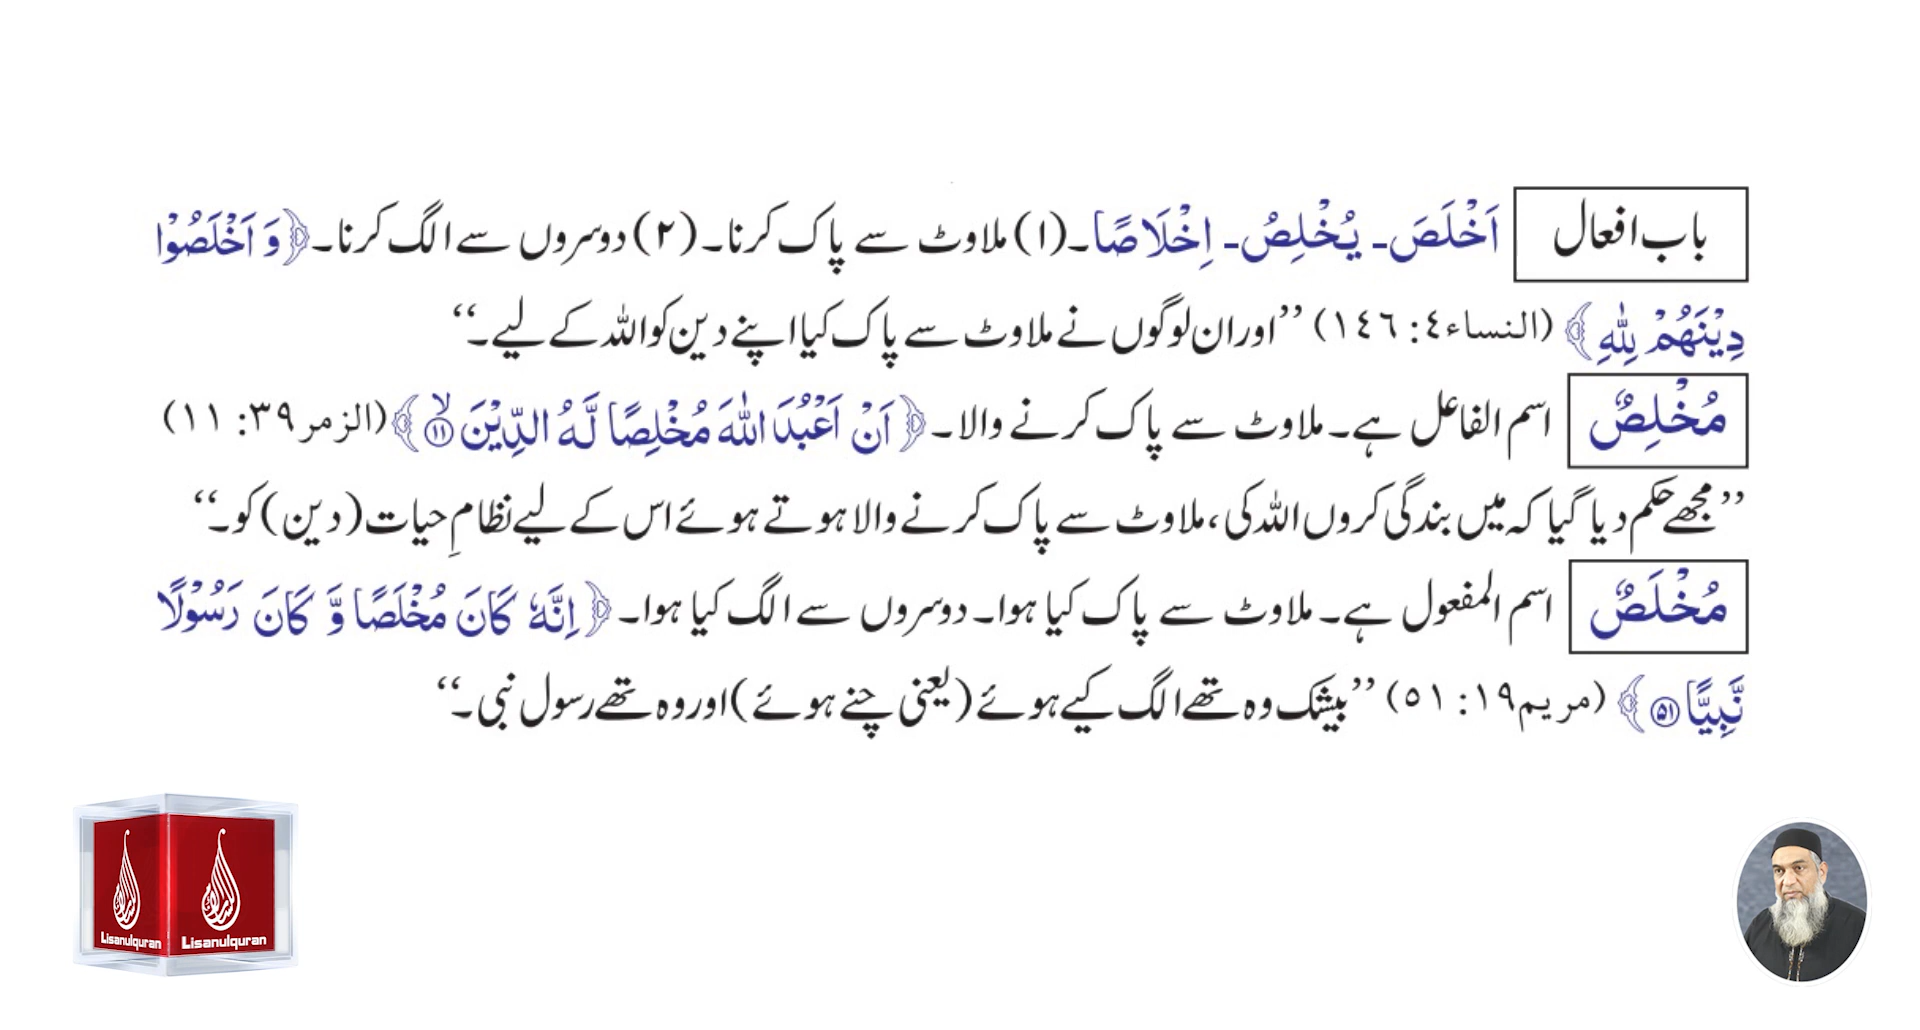 باب افعال اَخْلَصَ۔ يُخْلِصُ۔ اِخْلَاصًا۔(۱) ملاوٹ سے پاک کرنا۔ (۲) دوسروں سے الگ کرنا۔ ﴿وَ اَخْلَصُوْا
دِيْنَهُمْ لِلّٰهِ﴾ (النساء٤: ١٤٦) ’’اور ان لوگوں نے ملاوٹ سے پاک کیا اپنے دین کو اللہ کے لیے۔‘‘
مُخْلِصٌ اسم الفاعل ہے۔ ملاوٹ سے پاک کرنے والا۔ ﴿اَنْ اَعْبُدَ اللّٰهَ مُخْلِصًا لَّهُ الدِّيْنَ ۙ۱۱﴾ (الزمر ٣٩: ١١)
’’مجھے حکم دیا گیا کہ میں بندگی کروں اللہ کی، ملاوٹ سے پاک کرنے والا ہوتے ہوئے اس کے لیے نظامِ حیات (دین) کو۔‘‘
مُخْلَصٌ اسم المفعول ہے۔ ملاوٹ سے پاک کیا ہوا۔ دوسروں سے الگ کیا ہوا۔ ﴿اِنَّهٗ كَانَ مُخْلَصًا وَّ كَانَ رَسُوْلًا
نَّبِيًّا ۵۱﴾ (مریم١٩: ٥١) ’’بیشک وہ تھے الگ کیے ہوئے (یعنی چنے ہوئے) اور وہ تھے رسول نبی۔‘‘
Lisanulquran Lisanulquran